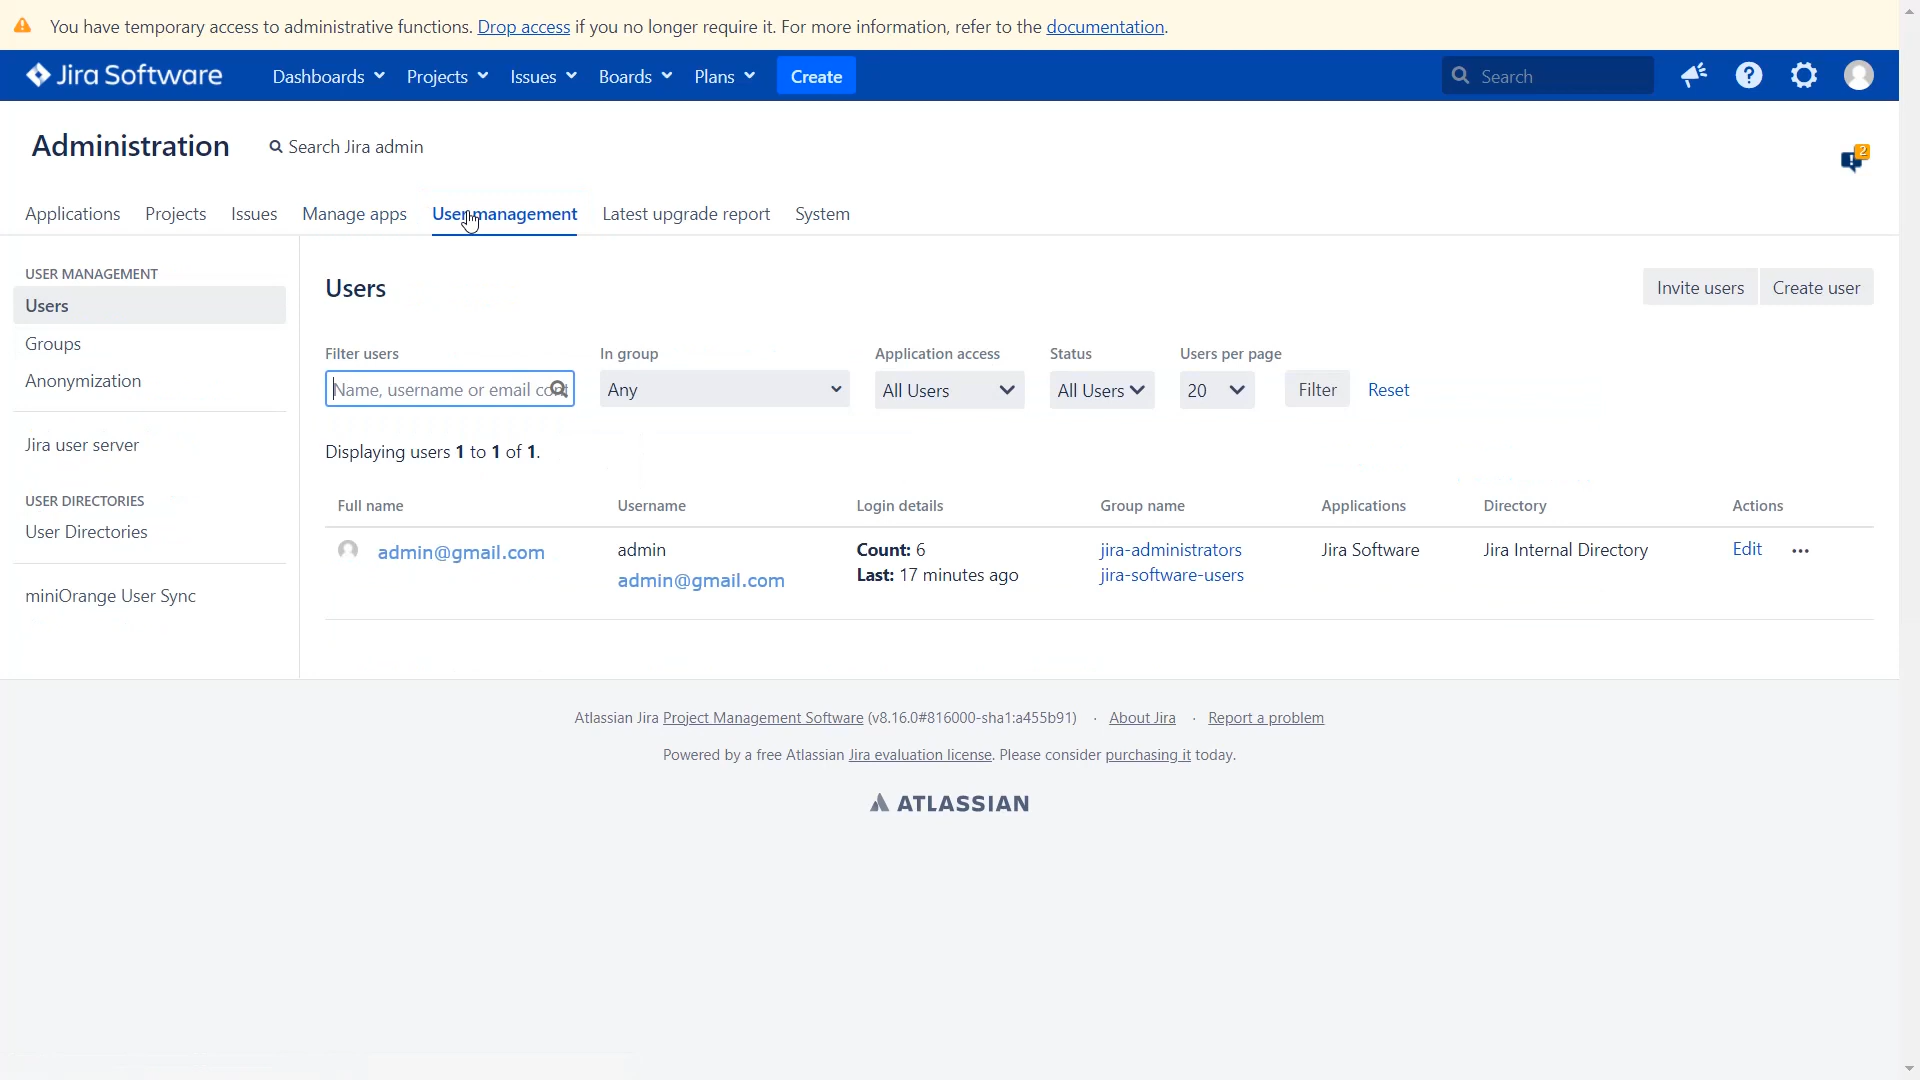 You have temporary access to administrative functions. Drop access if you no longer require it. For more information, refer to the documentation.
Jira Software Dashboards Projects Issues Boards Plans Create Search
Administration Search Jira admin
2
Applications Projects Issues Manage apps User management Latest upgrade report System
USER MANAGEMENT
Users
Groups
Anonymization
Jira user server
USER DIRECTORIES
User Directories
miniOrange User Sync
Users Invite users Create user
Filter users In group Application access Status Users per page
Name, username or email Any All Users All Users 20 Filter Reset
Displaying users 1 to 1 of 1.
Full name Username Login details Group name Applications Directory Actions
admin@gmail.com admin Count: 6 jira-administrators Jira Software Jira Internal Directory Edit ...
admin@gmail.com Last: 17 minutes ago jira-software-users
Atlassian Jira Project Management Software (v8.16.0#816000-sha1:a455b91) · About Jira · Report a problem
Powered by a free Atlassian Jira evaluation license. Please consider purchasing it today.
ATLASSIAN